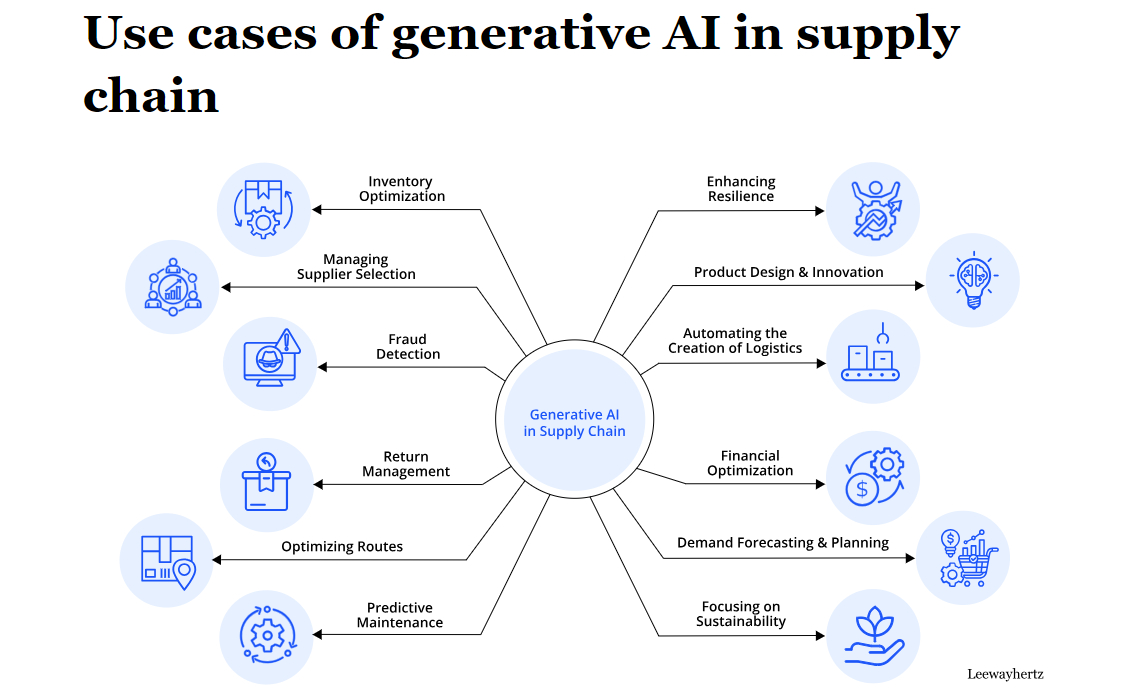 Use cases of generative AI in supply
chain
Inventory
Optimization
Managing
Supplier Selection
Fraud
Detection
Return
Management
Optimizing Routes
Predictive
Maintenance
Generative AI
in Supply Chain
Enhancing
Resilience
Product Design & Innovation
Automating the
Creation of Logistics
Financial
Optimization
Demand Forecasting & Planning
Focusing on
Sustainability
Leewayhertz